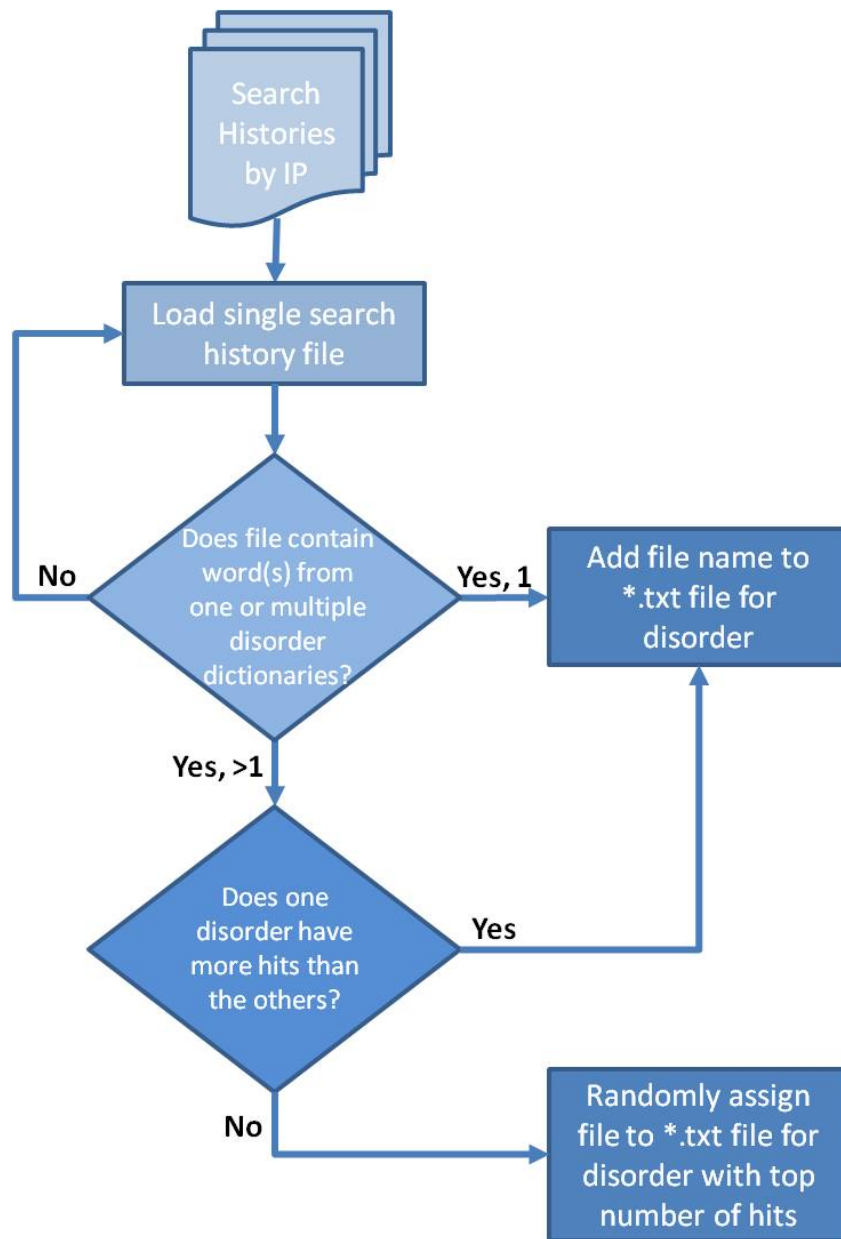 Search
Histories
by IP
Load single search
history file
Does file contain
word(s) from
one or multiple
disorder
dictionaries?
No
Yes, 1
Add file name to
*.txt file for
disorder
Yes, >1
Does one
disorder have
more hits than
the others?
Yes
No
Randomly assign
file to *.txt file for
disorder with top
number of hits